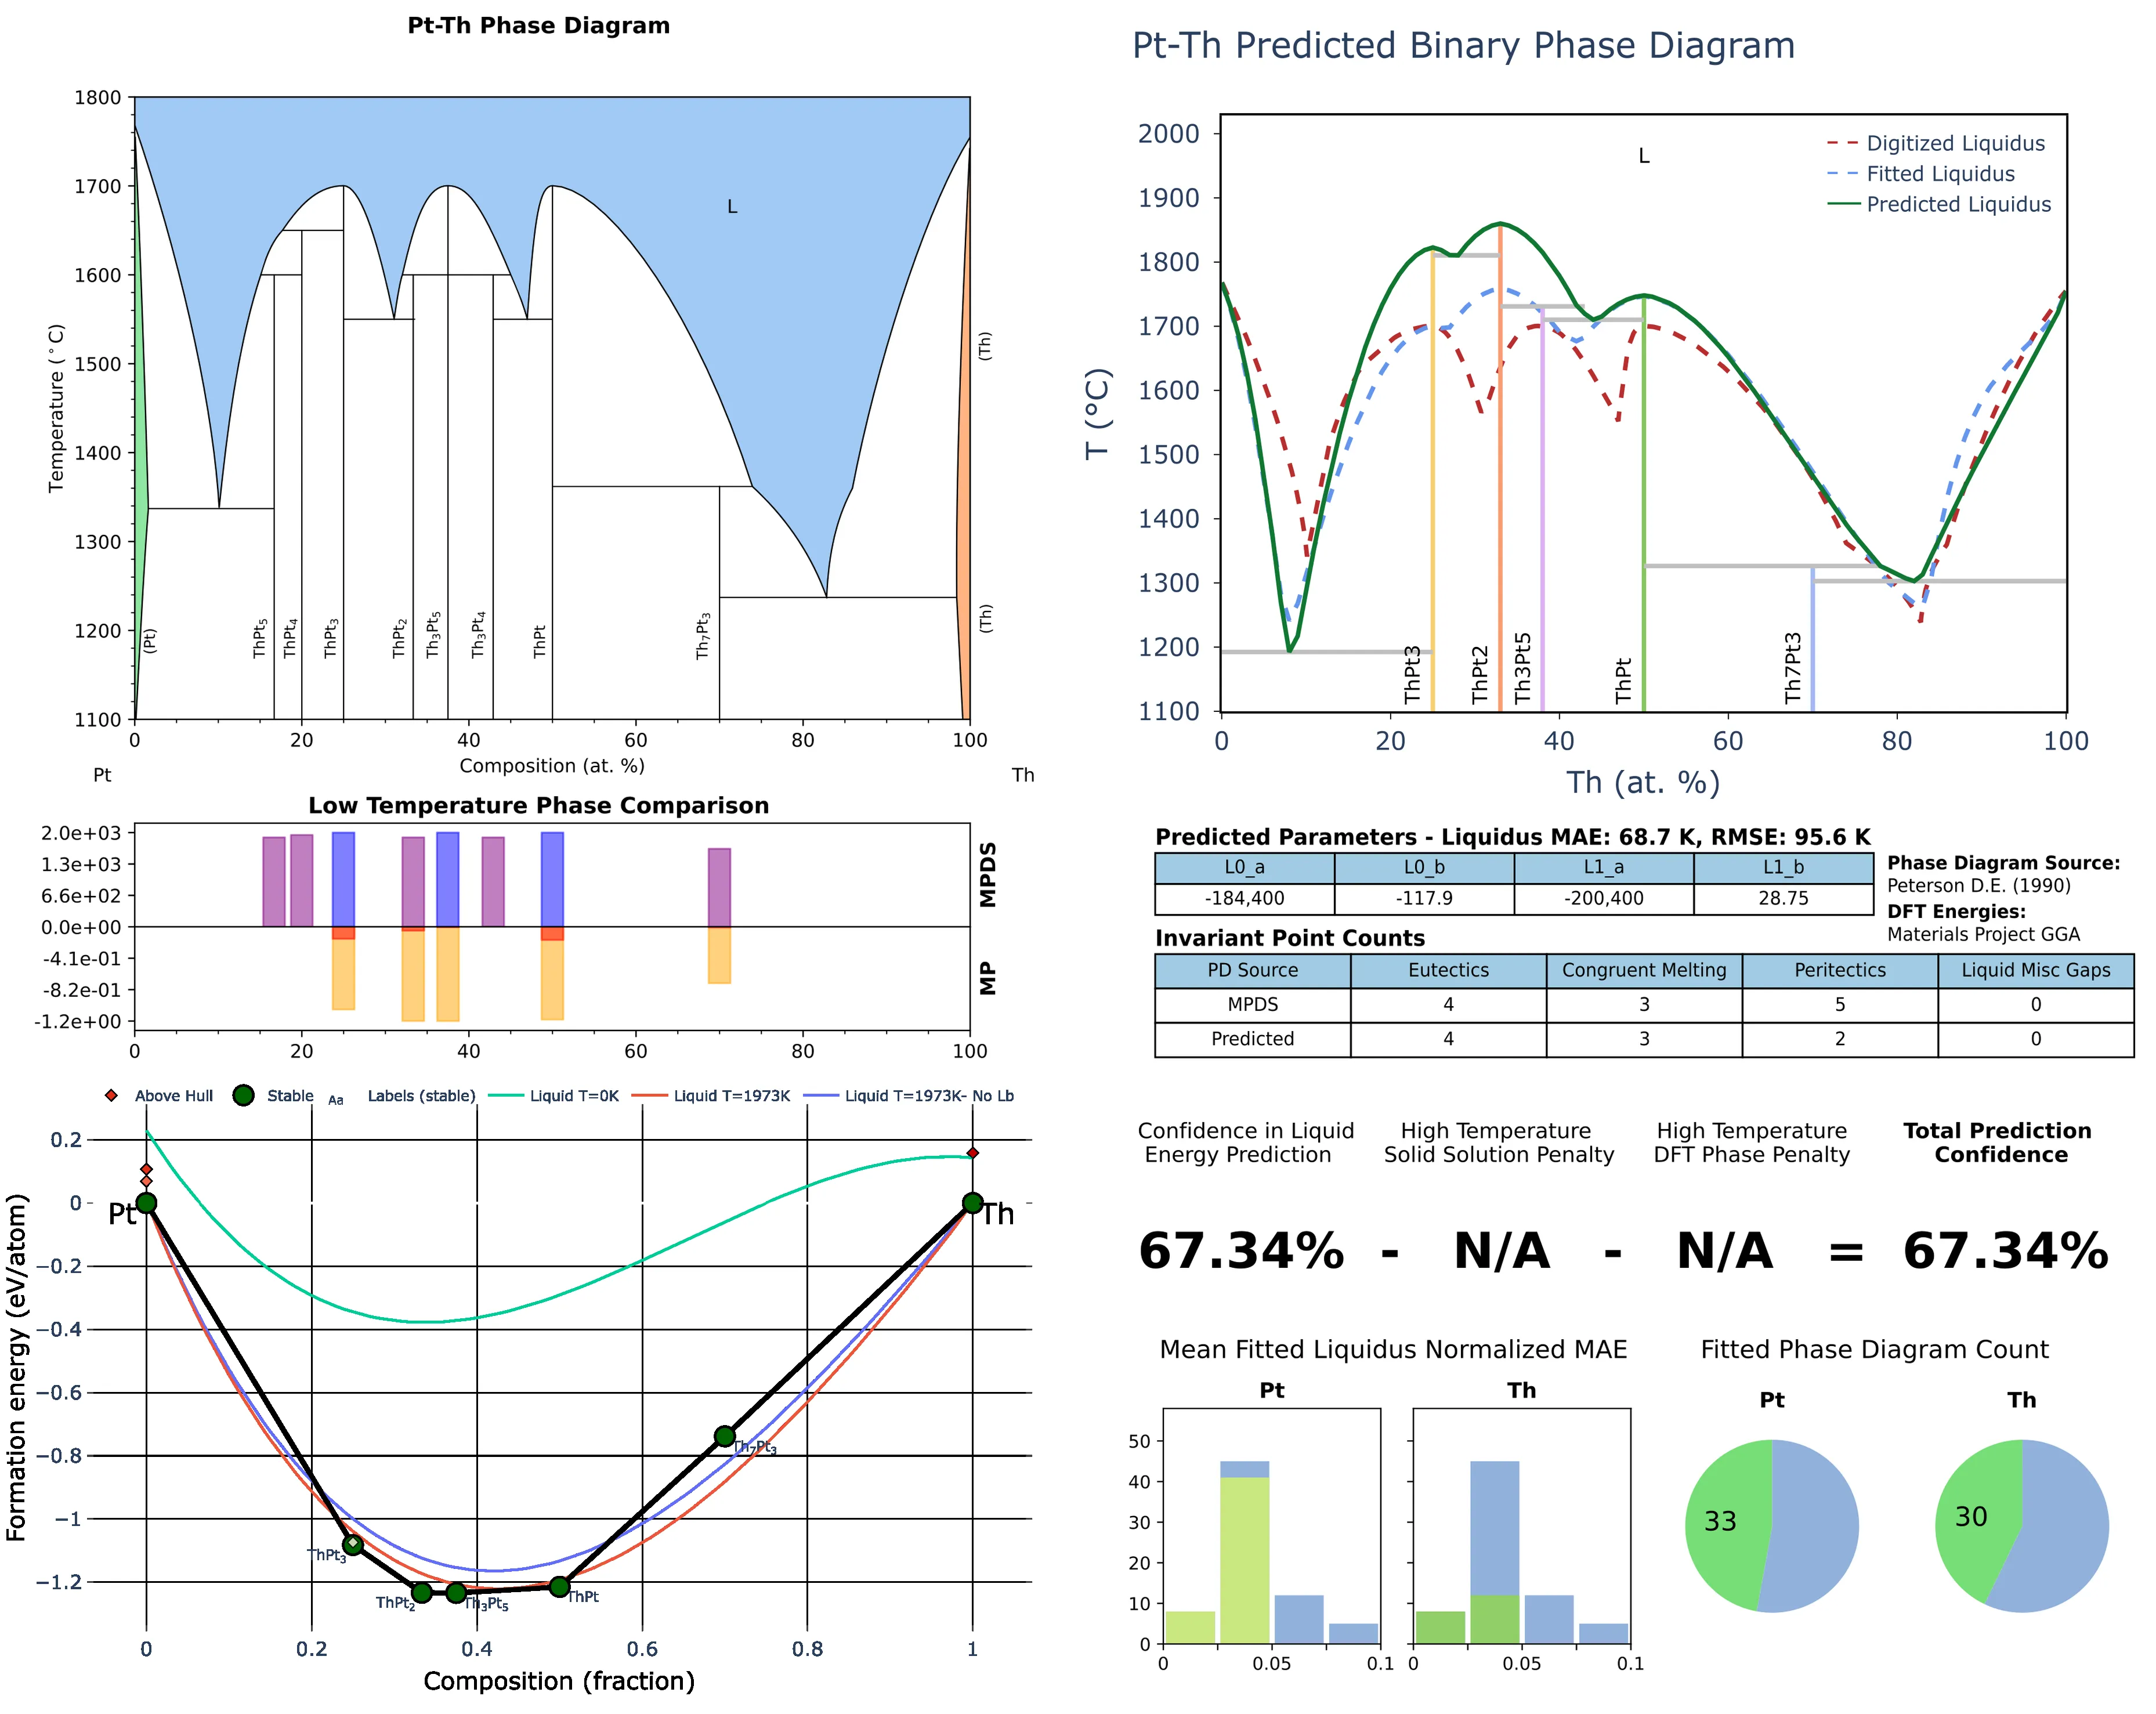 Pt-Th Phase Diagram
1800
1700
1600
1500
1400
1300
1200
1100
Temperature (°C)
L
(Pt)
ThPt₅
ThPt₄
ThPt₃
ThPt₂
Th₃Pt₅
Th₃Pt₄
ThPt
Th₇Pt₃
(Th)
(Th)
0 20 40 60 80 100
Composition (at. %)
Pt Th
Pt-Th Predicted Binary Phase Diagram
2000
1900
1800
1700
1600
1500
1400
1300
1200
1100
T (°C)
L
Digitized Liquidus
Fitted Liquidus
Predicted Liquidus
ThPt3
ThPt2
Th3Pt5
ThPt
Th7Pt3
0 20 40 60 80 100
Th (at. %)
Low Temperature Phase Comparison
2.0e+03
1.3e+03
6.6e+02
0.0e+00
-4.1e-01
-8.2e-01
-1.2e+00
MPDS
MP
0 20 40 60 80 100
Predicted Parameters - Liquidus MAE: 68.7 K, RMSE: 95.6 K
L0_a L0_b L1_a L1_b
-184,400 -117.9 -200,400 28.75
Phase Diagram Source:
Peterson D.E. (1990)
DFT Energies:
Materials Project GGA
Invariant Point Counts
PD Source Eutectics Congruent Melting Peritectics Liquid Misc Gaps
MPDS 4 3 5 0
Predicted 4 3 2 0
Above Hull Stable Aa Labels (stable) Liquid T=0K Liquid T=1973K Liquid T=1973K- No Lb
0.2
0
−0.2
−0.4
−0.6
−0.8
−1
−1.2
Formation energy (eV/atom)
Pt
Th
ThPt₃
ThPt₂
Th₃Pt₅
ThPt
Th₇Pt₃
0 0.2 0.4 0.6 0.8 1
Composition (fraction)
Confidence in Liquid
Energy Prediction
High Temperature
Solid Solution Penalty
High Temperature
DFT Phase Penalty
Total Prediction
Confidence
67.34% - N/A - N/A = 67.34%
Mean Fitted Liquidus Normalized MAE
Pt Th
50
40
30
20
10
0
0 0.05 0.1
0 0.05 0.1
Fitted Phase Diagram Count
Pt Th
33 30